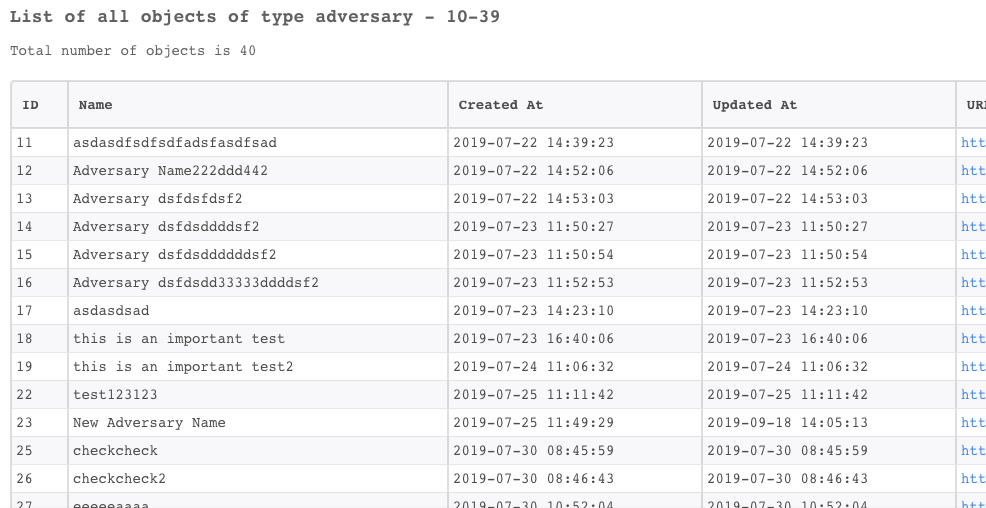 List of all objects of type adversary - 10-39
Total number of objects is 40
ID Name Created At Updated At
11 asdasdfsdfsdfadsfasdfsad 2019-07-22 14:39:23 2019-07-22 14:39:23 htt
12 Adversary Name222ddd442 2019-07-22 14:52:06 2019-07-22 14:52:06 htt
13 Adversary dsfdsfdsf2 2019-07-22 14:53:03 2019-07-22 14:53:03 htt
14 Adversary dsfdsddddsf2 2019-07-23 11:50:27 2019-07-23 11:50:27 htt
15 Adversary dsfdsddddddsf2 2019-07-23 11:50:54 2019-07-23 11:50:54 htt
16 Adversary dsfdsdd33333ddddsf2 2019-07-23 11:52:53 2019-07-23 11:52:53 htt
17 asdasdsad 2019-07-23 14:23:10 2019-07-23 14:23:10 htt
18 this is an important test 2019-07-23 16:40:06 2019-07-23 16:40:06 htt
19 this is an important test2 2019-07-24 11:06:32 2019-07-24 11:06:32 htt
22 test123123 2019-07-25 11:11:42 2019-07-25 11:11:42 htt
23 New Adversary Name 2019-07-25 11:49:29 2019-09-18 14:05:13 htt
25 checkcheck 2019-07-30 08:45:59 2019-07-30 08:45:59 htt
26 checkcheck2 2019-07-30 08:46:43 2019-07-30 08:46:43 htt
27 eeeeeaaaa 2019-07-30 10:52:04 2019-07-30 10:52:04 htt